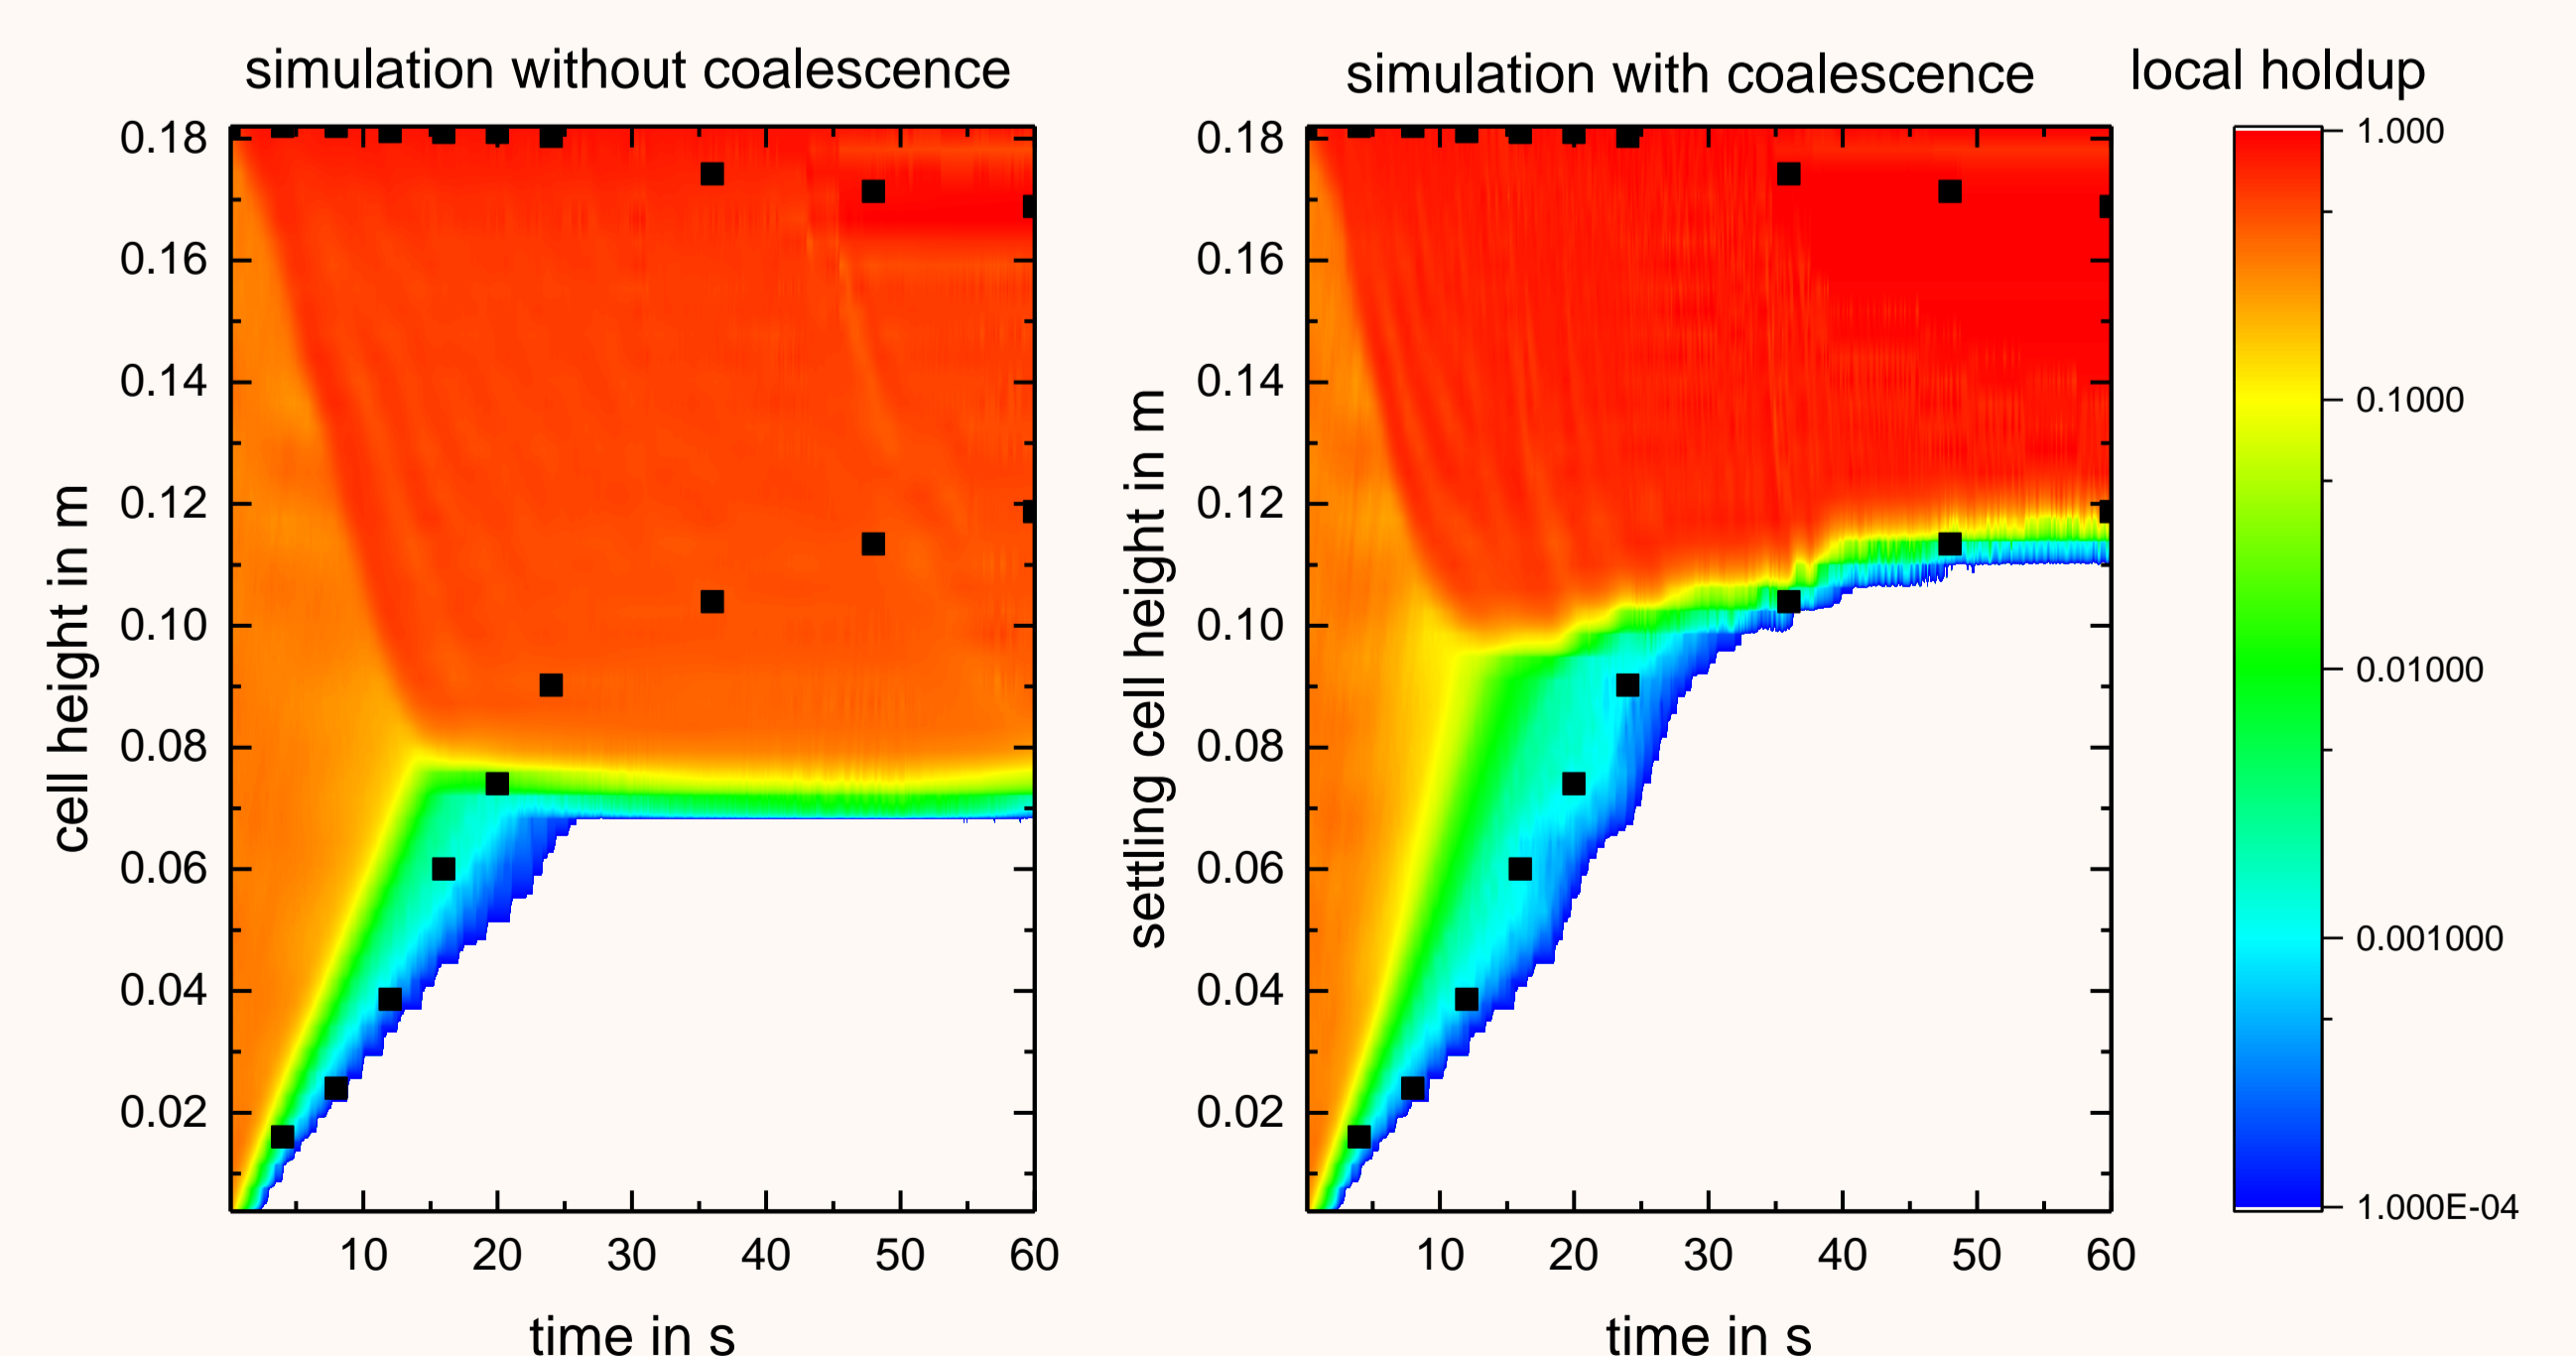 simulation without coalescence
simulation with coalescence
local holdup
cell height in m
0.18
0.16
0.14
0.12
0.10
0.08
0.06
0.04
0.02
10 20 30 40 50 60
time in s
settling cell height in m
0.18
0.16
0.14
0.12
0.10
0.08
0.06
0.04
0.02
10 20 30 40 50 60
time in s
1.000
0.1000
0.01000
0.001000
1.000E-04